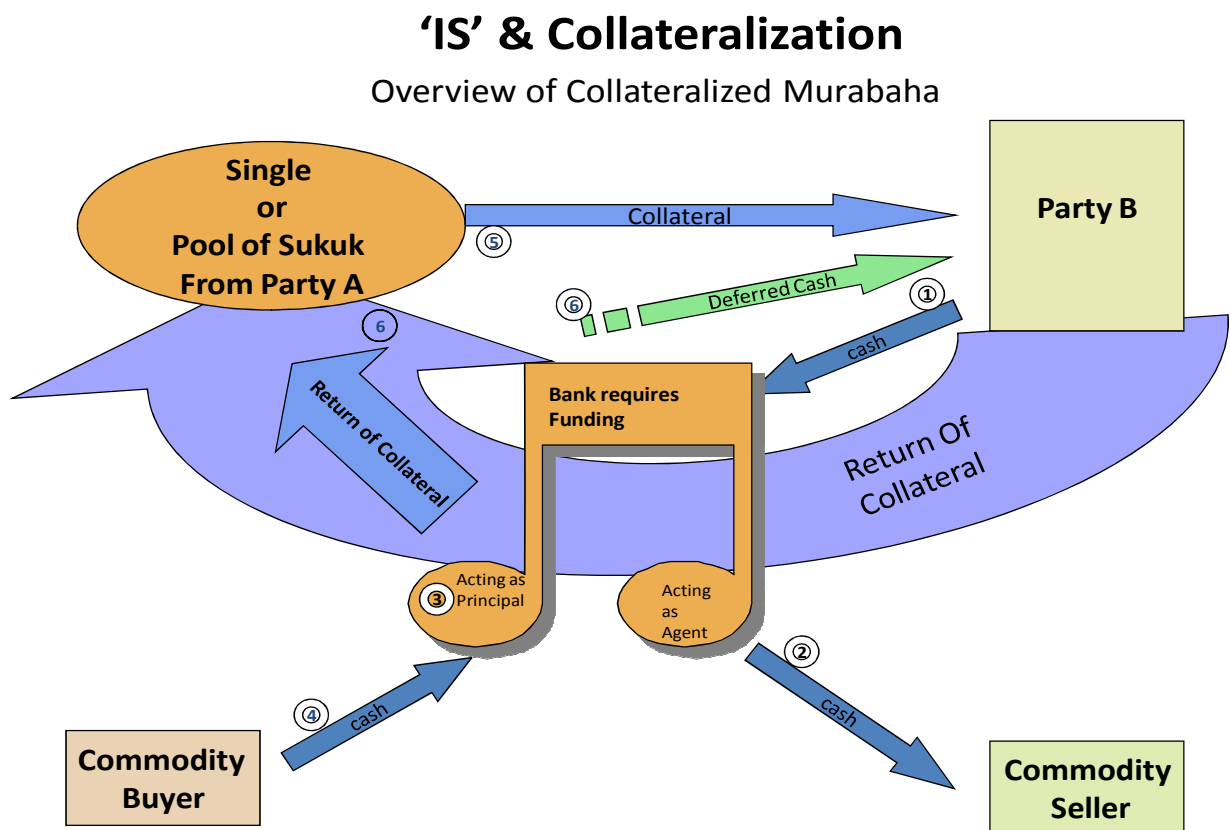 ‘IS’ & Collateralization
Overview of Collateralized Murabaha
Single
or
Pool of Sukuk
From Party A
Collateral
⑤
Party B
⑥
Deferred Cash
①
cash
⑥
Return of Collateral
Bank requires
Funding
Return Of
Collateral
③
Acting as
Principal
Acting
as
Agent
②
cash
④
cash
Commodity
Buyer
Commodity
Seller